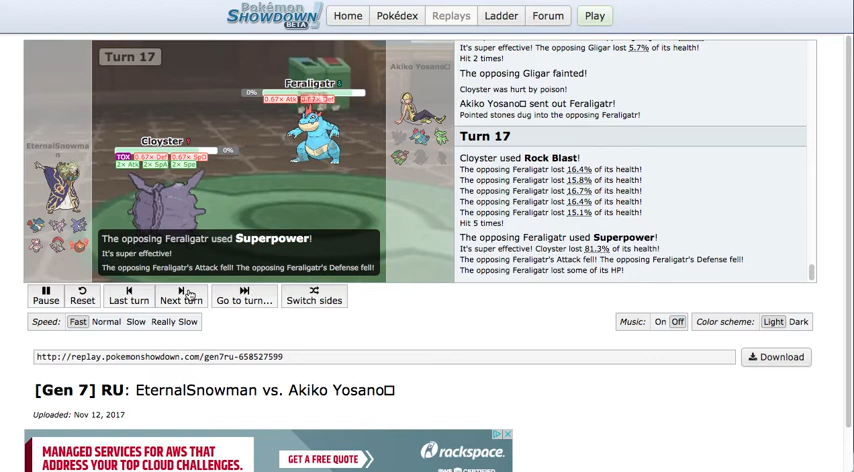 Pokémon
SHOWDOWN!
BETA
Home
Pokédex
Replays
Ladder
Forum
Play
Turn 17
Feraligatr
0%
0.67× Atk 0.67× Def
Cloyster
0%
TOX 0.67× Def 0.67× SpD
2× Atk 2× SpA 2× Spe
EternalSnowma
n
Akiko Yosano□
The opposing Feraligatr used Superpower!
It's super effective!
The opposing Feraligatr's Attack fell! The opposing Feraligatr's Defense fell!
It's super effective! The opposing Gligar lost 5.7% of its health!
Hit 2 times!
The opposing Gligar fainted!
Cloyster was hurt by poison!
Akiko Yosano□ sent out Feraligatr!
Pointed stones dug into the opposing Feraligatr!
Turn 17
Cloyster used Rock Blast!
The opposing Feraligatr lost 16.4% of its health!
The opposing Feraligatr lost 15.8% of its health!
The opposing Feraligatr lost 16.7% of its health!
The opposing Feraligatr lost 16.4% of its health!
The opposing Feraligatr lost 15.1% of its health!
Hit 5 times!
The opposing Feraligatr used Superpower!
It's super effective! Cloyster lost 81.3% of its health!
The opposing Feraligatr's Attack fell! The opposing Feraligatr's Defense fell!
The opposing Feraligatr lost some of its HP!
Pause
Reset
Last turn
Next turn
Go to turn...
Switch sides
Speed: Fast Normal Slow Really Slow
Music: On Off
Color scheme: Light Dark
http://replay.pokemonshowdown.com/gen7ru-658527599
Download
[Gen 7] RU: EternalSnowman vs. Akiko Yosano□
Uploaded: Nov 12, 2017
MANAGED SERVICES FOR AWS THAT
ADDRESS YOUR TOP CLOUD CHALLENGES.
GET A FREE QUOTE
rackspace.